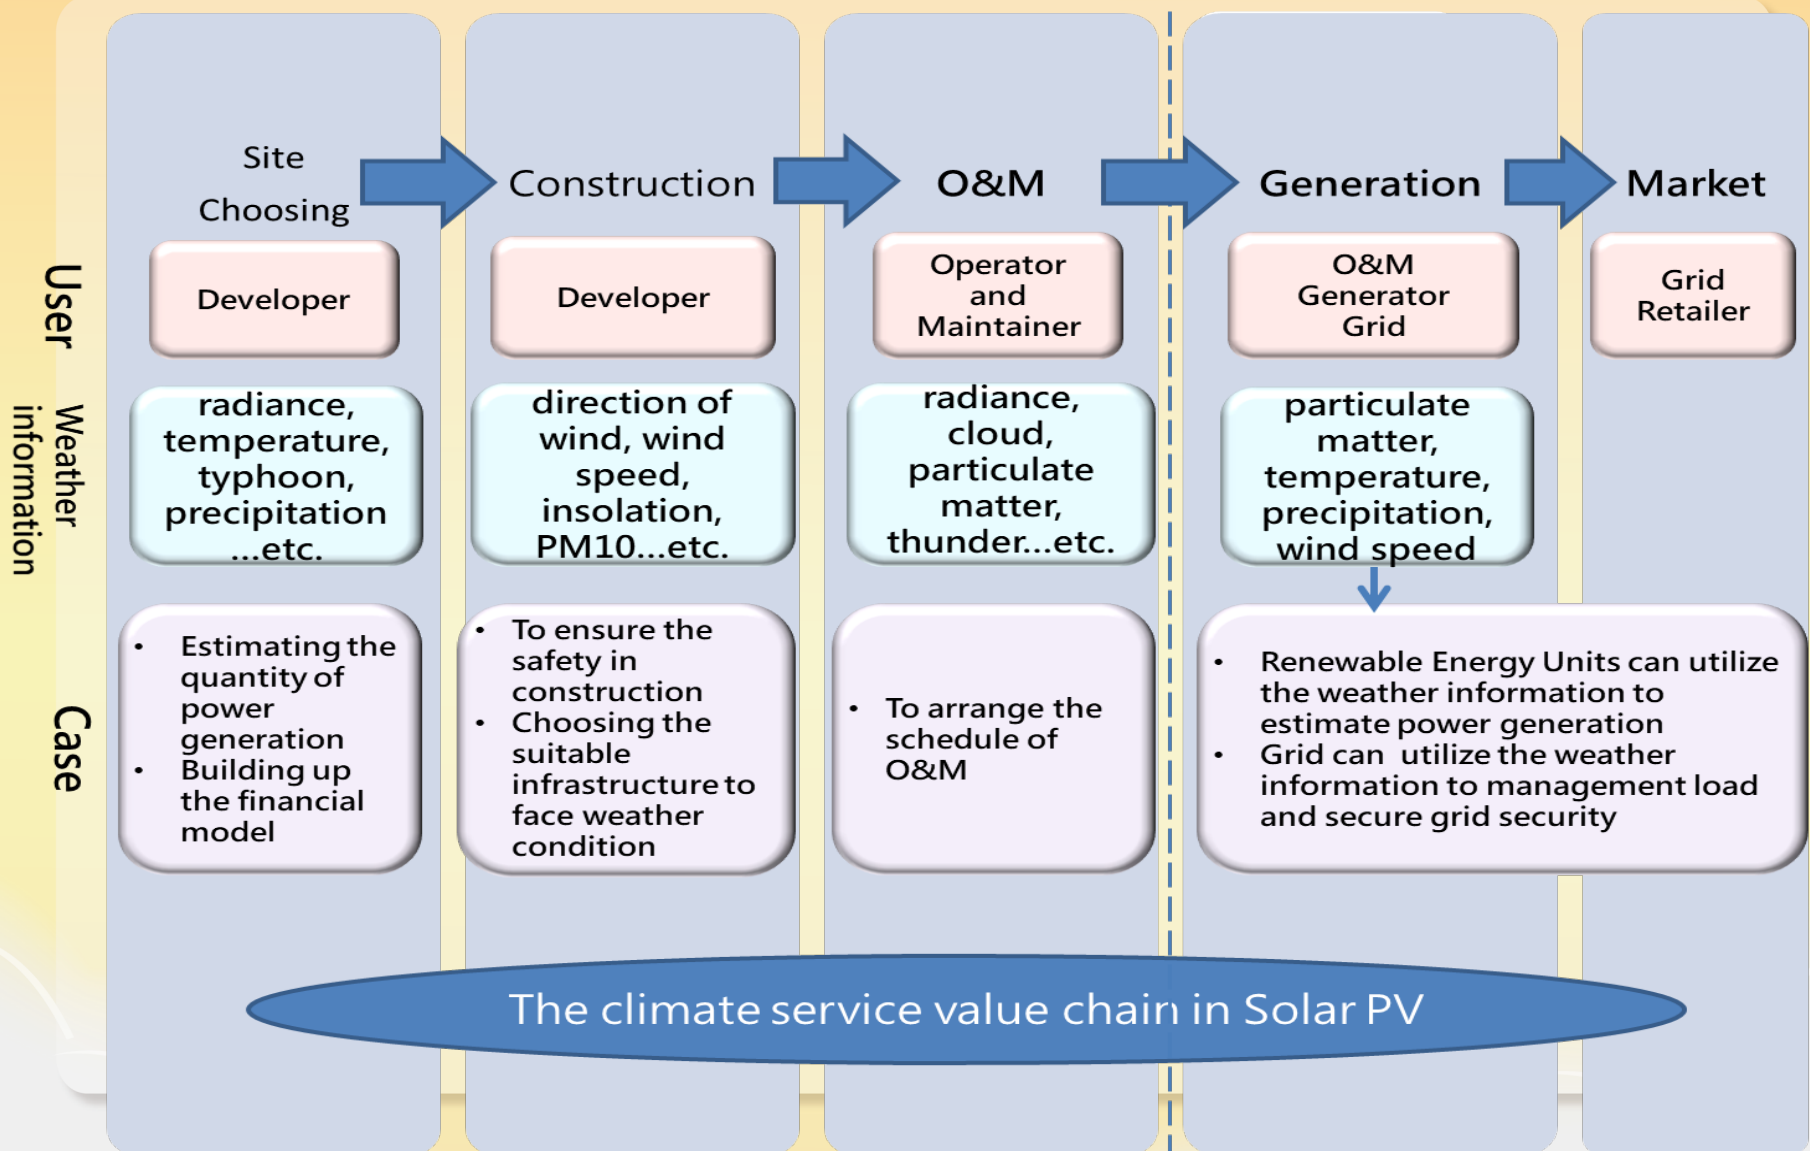 Site
Choosing
Construction
O&M
Generation
Market
User
Developer
Developer
Operator
and
Maintainer
O&M
Generator
Grid
Grid
Retailer
Weather
information
radiance,
temperature,
typhoon,
precipitation
...etc.
direction of
wind, wind
speed,
insolation,
PM10...etc.
radiance,
cloud,
particulate
matter,
thunder...etc.
particulate
matter,
temperature,
precipitation,
wind speed
Case
• Estimating the
quantity of
power
generation
• Building up
the financial
model
• To ensure the
safety in
construction
• Choosing the
suitable
infrastructure to
face weather
condition
• To arrange the
schedule of
O&M
• Renewable Energy Units can utilize
the weather information to
estimate power generation
• Grid can utilize the weather
information to management load
and secure grid security
The climate service value chain in Solar PV